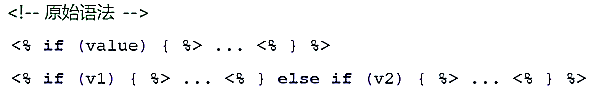 <!-- 原始语法 -->
<% if (value) { %> ... <% } %>
<% if (v1) { %> ... <% } else if (v2) { %> ... <% } %>